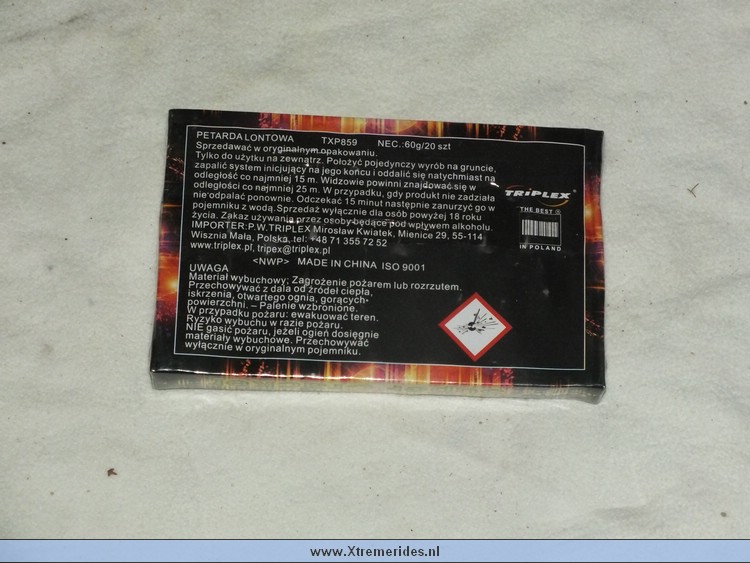 PETARDA LONTOWA TXP859 NEC.:60g/20 szt
Sprzedawać w oryginalnym opakowaniu.
Tylko do użytku na zewnątrz. Położyć pojedynczy wyrób na gruncie,
zapalić system inicjujący na jego końcu i oddalić się natychmiast na
odległość co najmniej 15 m. Widzowie powinni znajdować się w
odległości co najmniej 25 m. W przypadku, gdy produkt nie zadziała
nie odpalać ponownie. Odczekać 15 minut następnie zanurzyć go w
pojemniku z wodą.Sprzedaż wyłącznie dla osób powyżej 18 roku
życia. Zakaz używania przez osoby będące pod wpływem alkoholu.
IMPORTER:P.W.TRIPLEX Mirosław Kwiatek, Mienice 29, 55-114
Wisznia Mała, Polska, tel: +48 71 355 72 52
www.triplex.pl, tripex@triplex.pl
<NWP> MADE IN CHINA ISO 9001
UWAGA
Materiał wybuchowy; Zagrożenie pożarem lub rozrzutem.
Przechowywać z dala od źródeł ciepła,
iskrzenia, otwartego ognia, gorących
powierzchni. – Palenie wzbronione.
W przypadku pożaru: ewakuować teren.
Ryzyko wybuchu w razie pożaru.
NIE gasić pożaru, jeżeli ogień dosięgnie
materiały wybuchowe. Przechowywać
wyłącznie w oryginalnym pojemniku.
TRIPLEX
THE BEST
IN POLAND
www.Xtremerides.nl